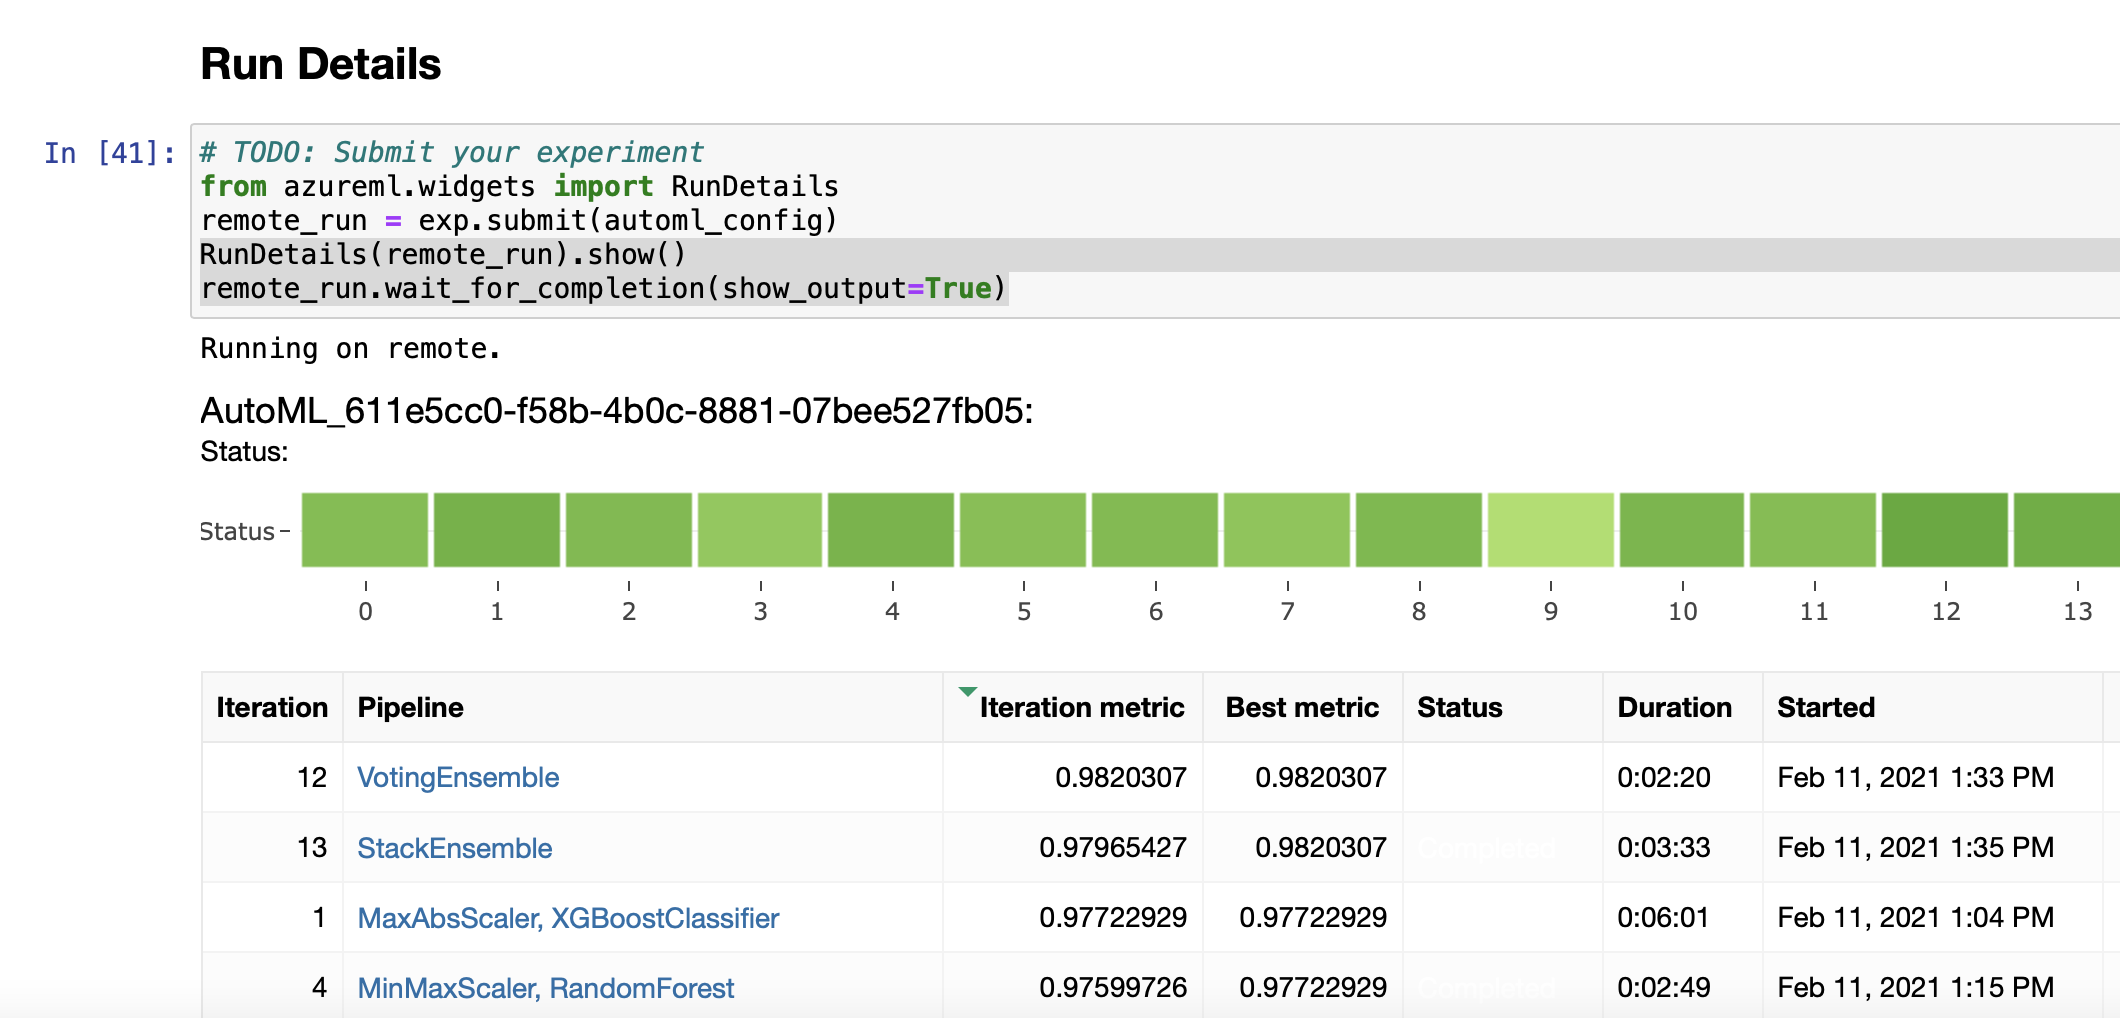 Run Details
In [41]:
# TODO: Submit your experiment
from azureml.widgets import RunDetails
remote_run = exp.submit(automl_config)
RunDetails(remote_run).show()
remote_run.wait_for_completion(show_output=True)
Running on remote.
AutoML_611e5cc0-f58b-4b0c-8881-07bee527fb05:
Status:
Status
0 1 2 3 4 5 6 7 8 9 10 11 12 13
Iteration Pipeline Iteration metric Best metric Status Duration Started
12 VotingEnsemble 0.9820307 0.9820307 0:02:20 Feb 11, 2021 1:33 PM
13 StackEnsemble 0.97965427 0.9820307 Completed 0:03:33 Feb 11, 2021 1:35 PM
1 MaxAbsScaler, XGBoostClassifier 0.97722929 0.97722929 0:06:01 Feb 11, 2021 1:04 PM
4 MinMaxScaler, RandomForest 0.97599726 0.97722929 Completed 0:02:49 Feb 11, 2021 1:15 PM